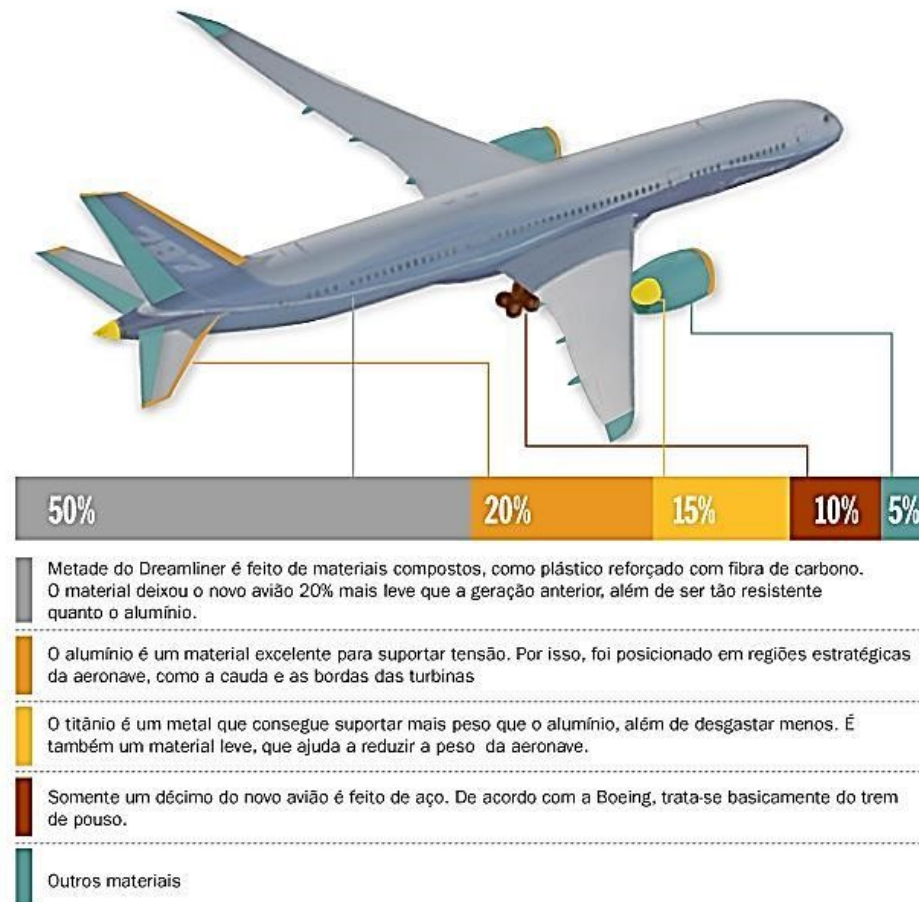 787
50%
20%
15%
10%
5%
Metade do Dreamliner é feito de materiais compostos, como plástico reforçado com fibra de carbono.
O material deixou o novo avião 20% mais leve que a geração anterior, além de ser tão resistente
quanto o alumínio.
O alumínio é um material excelente para suportar tensão. Por isso, foi posicionado em regiões estratégicas
da aeronave, como a cauda e as bordas das turbinas
O titânio é um metal que consegue suportar mais peso que o alumínio, além de desgastar menos. É
também um material leve, que ajuda a reduzir a peso da aeronave.
Somente um décimo do novo avião é feito de aço. De acordo com a Boeing, trata-se basicamente do trem
de pouso.
Outros materiais